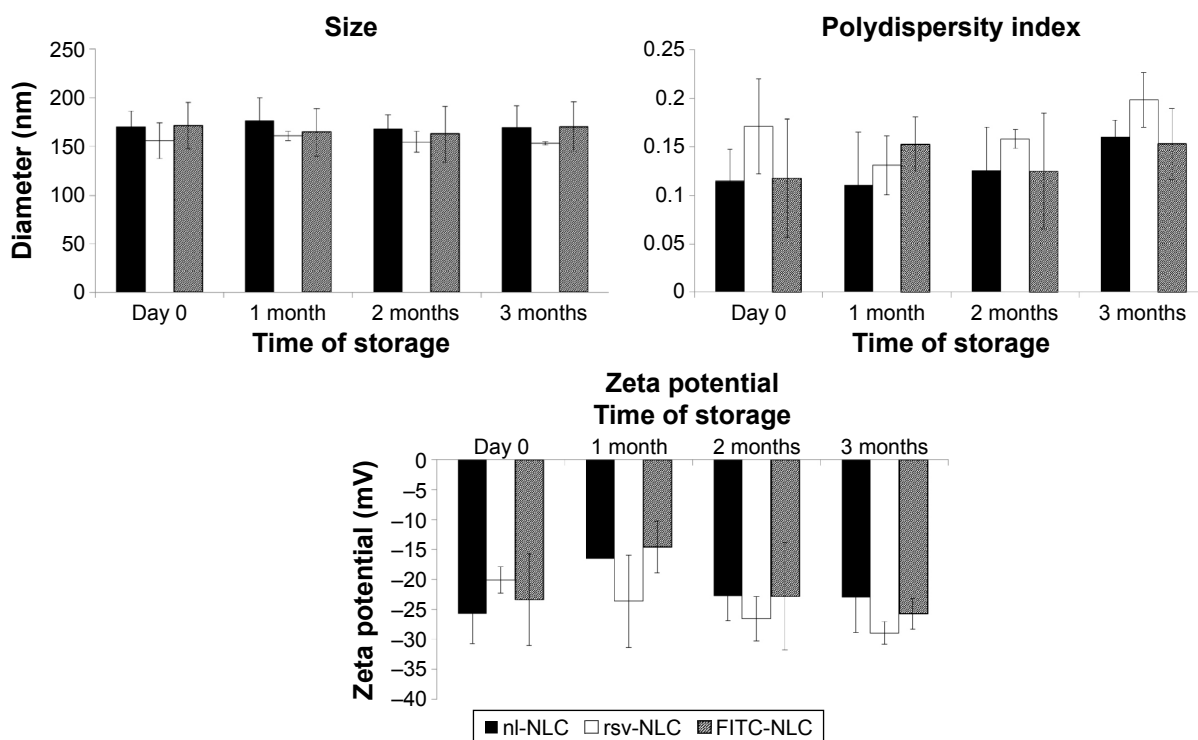 Size
Diameter (nm)
250
200
150
100
50
0
Day 0 1 month 2 months 3 months
Time of storage
Polydispersity index
0.25
0.2
0.15
0.1
0.05
0
Day 0 1 month 2 months 3 months
Time of storage
Zeta potential
Time of storage
Day 0 1 month 2 months 3 months
Zeta potential (mV)
0
–5
–10
–15
–20
–25
–30
–35
–40
nl-NLC rsv-NLC FITC-NLC